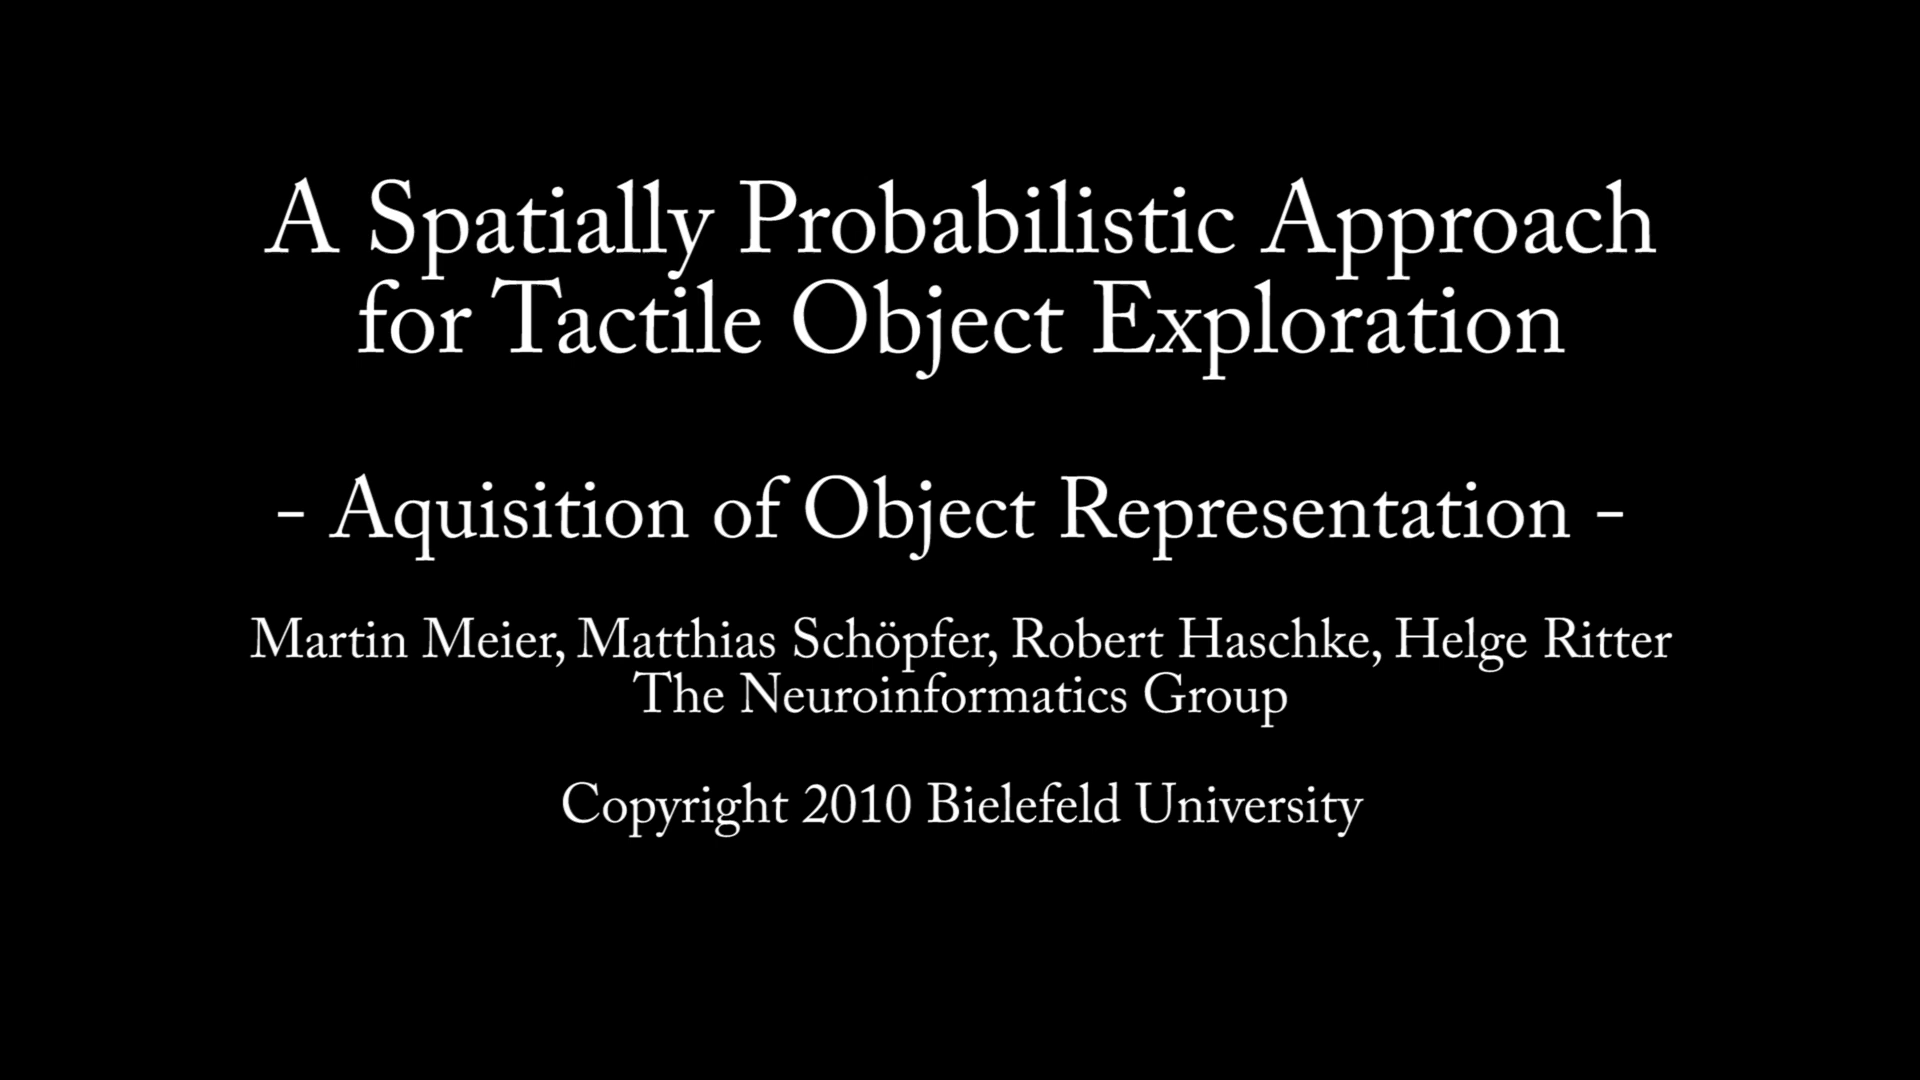 A Spatially Probabilistic Approach
for Tactile Object Exploration
- Aquisition of Object Representation -
Martin Meier, Matthias Schöpfer, Robert Haschke, Helge Ritter
The Neuroinformatics Group
Copyright 2010 Bielefeld University